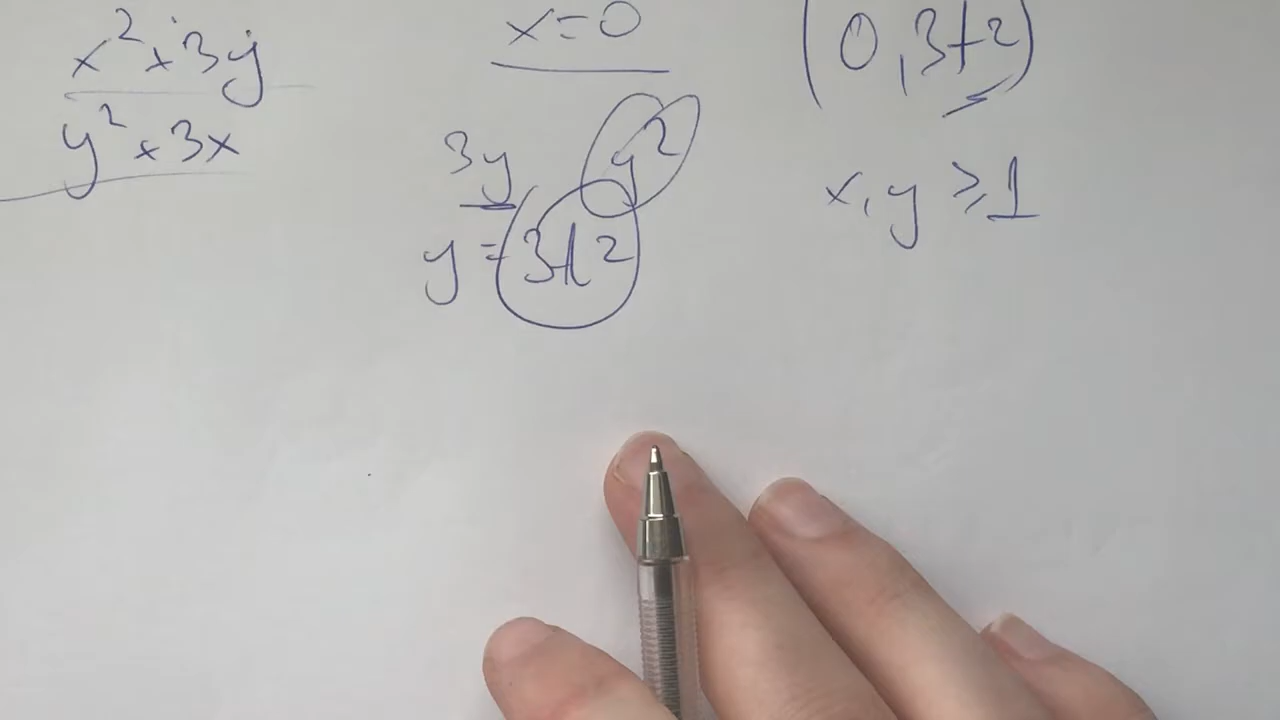 x²+3y
y²+3x
x=0
3y y²
y=3t²
(0,3t²)
x,y ≥ 1